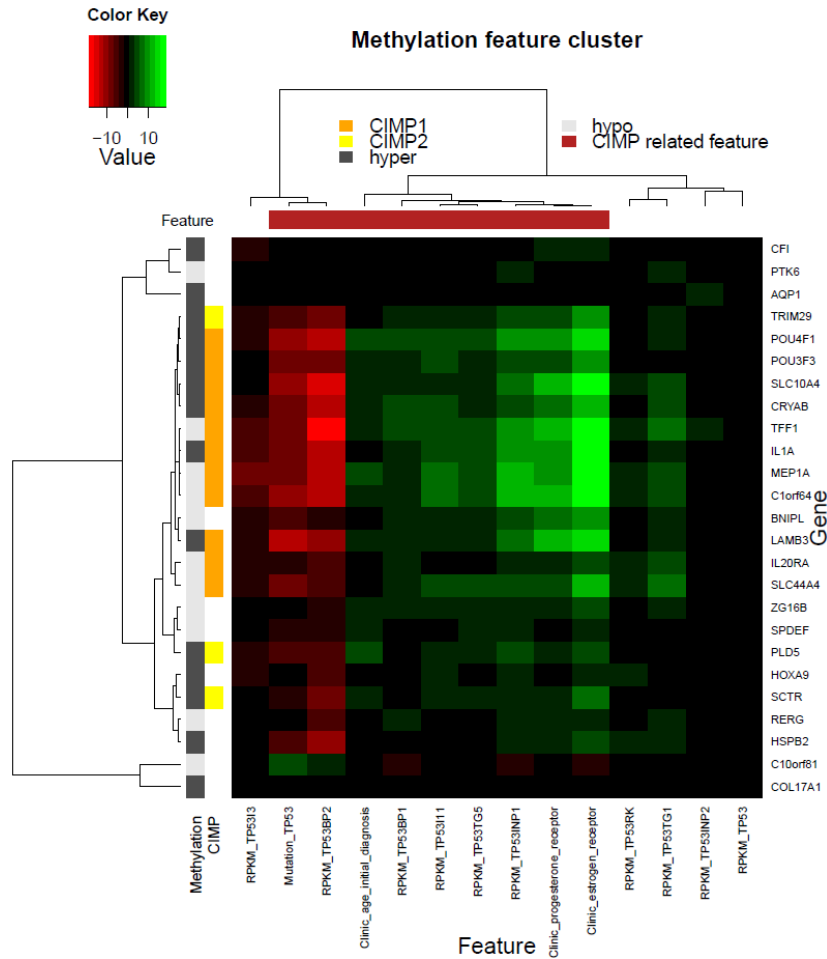 Color Key
−10 10
Value
Methylation feature cluster
CIMP1
CIMP2
hyper
hypo
CIMP related feature
Feature
CFI
PTK6
AQP1
TRIM29
POU4F1
POU3F3
SLC10A4
CRYAB
TFF1
IL1A
MEP1A
C1orf64
BNIPL
LAMB3
IL20RA
SLC44A4
ZG16B
SPDEF
PLD5
HOXA9
SCTR
RERG
HSPB2
C10orf81
COL17A1
Gene
Methylation
CIMP
RPKM_TP53I3
Mutation_TP53
RPKM_TP53BP2
Clinic_age_initial_diagnosis
RPKM_TP53BP1
RPKM_TP53I11
RPKM_TP53TG5
RPKM_TP53INP1
Clinic_progesterone_receptor
Clinic_estrogen_receptor
RPKM_TP53RK
RPKM_TP53TG1
RPKM_TP53INP2
RPKM_TP53
Feature